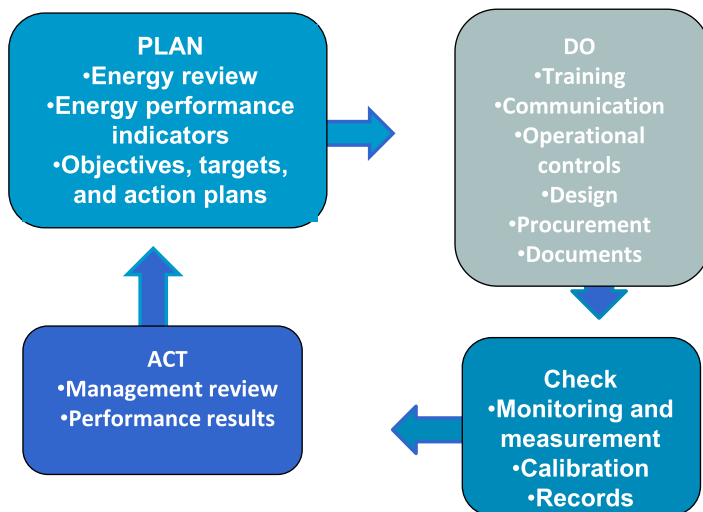 PLAN
•Energy review
•Energy performance
indicators
•Objectives, targets,
and action plans
DO
•Training
•Communication
•Operational
controls
•Design
•Procurement
•Documents
Check
•Monitoring and
measurement
•Calibration
•Records
ACT
•Management review
•Performance results